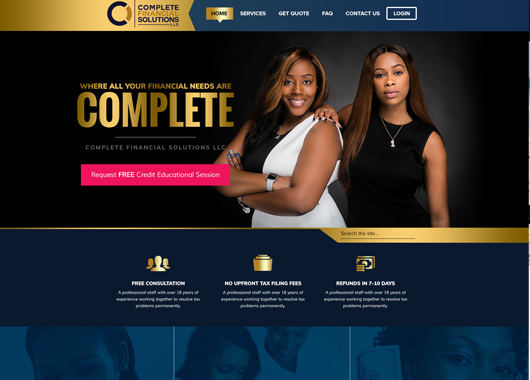 COMPLETE
FINANCIAL
SOLUTIONS
LLC
HOME SERVICES GET QUOTE FAQ CONTACT US LOGIN
WHERE ALL YOUR FINANCIAL NEEDS ARE
COMPLETE
COMPLETE FINANCIAL SOLUTIONS LLC
Request FREE Credit Educational Session
Search the site...
FREE CONSULTATION
A professional staff with over 18 years of
experience working together to resolve tax
problems permanently.
NO UPFRONT TAX FILING FEES
A professional staff with over 18 years of
experience working together to resolve tax
problems permanently.
REFUNDS IN 7-10 DAYS
A professional staff with over 18 years of
experience working together to resolve tax
problems permanently.